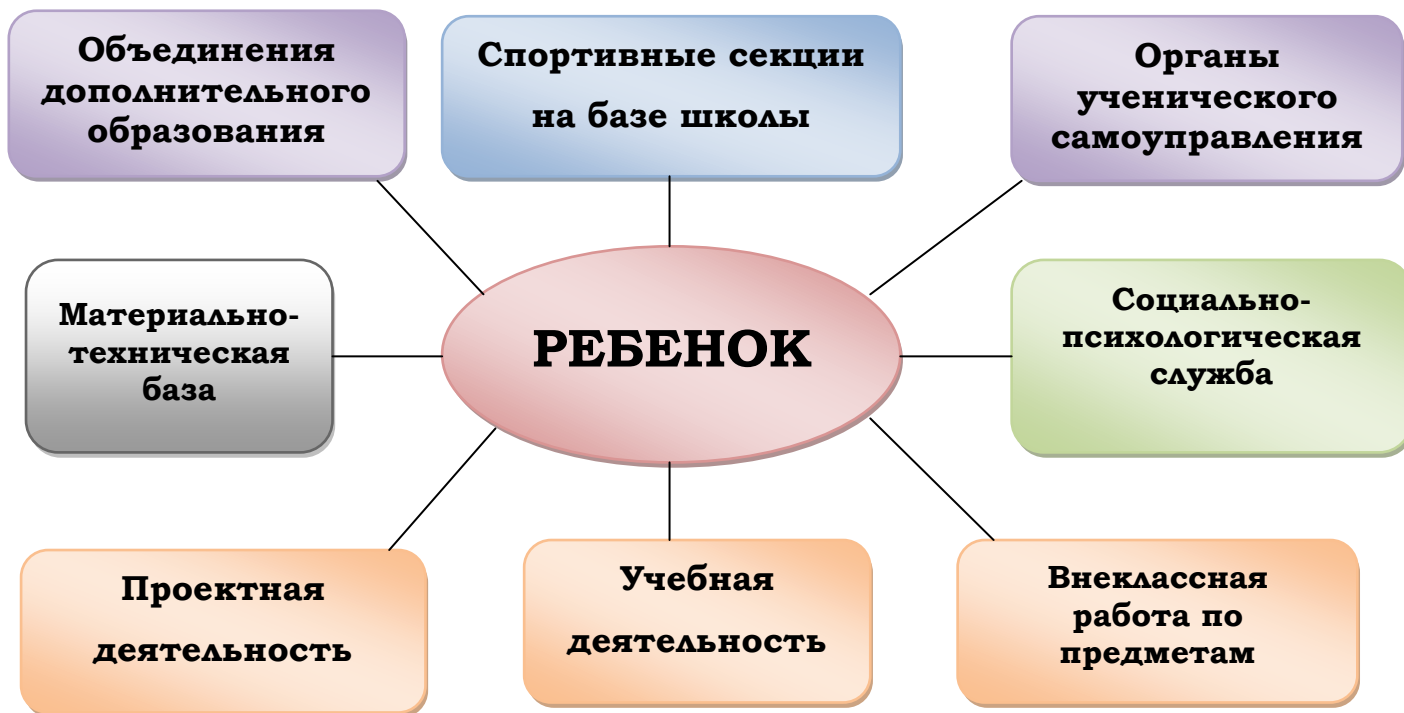 Объединения
дополнительного
образования
Спортивные секции
на базе школы
Органы
ученического
самоуправления
Материально-
техническая
база
РЕБЕНОК
Социально-
психологическая
служба
Проектная
деятельность
Учебная
деятельность
Внеклассная
работа по
предметам